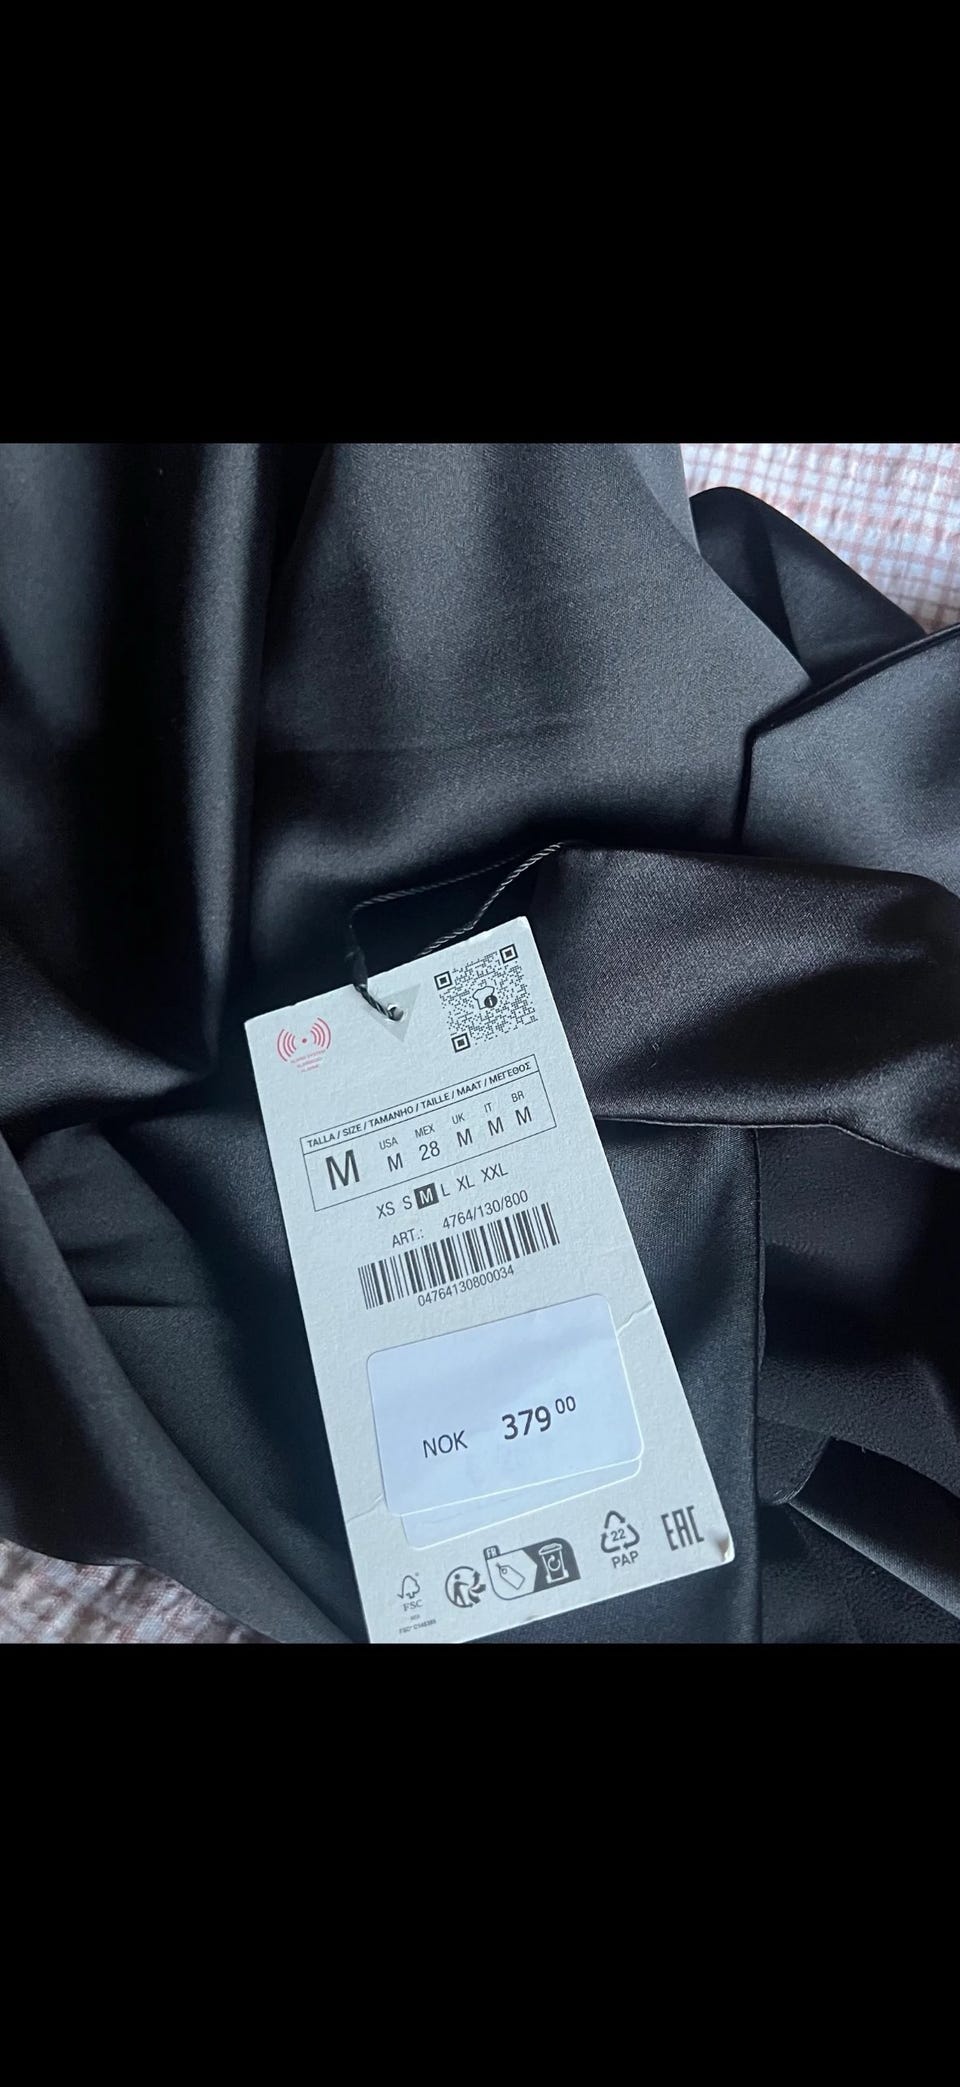 TALLA / SIZE / TAMANHO / TAILLE / MAAT / ΜΕΓΕΘΟΣ
M USA M MEX 28 UK M IT M BR M
XS S M L XL XXL
ART.: 4764/130/800
04764130800034
NOK 379 00
FR
FSC
22
PAP
EAC